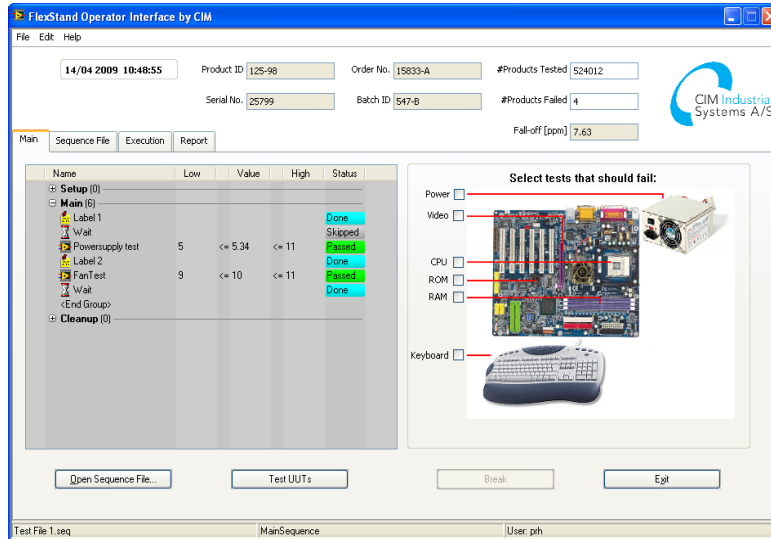 FlexStand Operator Interface by CIM
File Edit Help
14/04 2009 10:48:55
Product ID 125-98
Order No. 15833-A
#Products Tested 524012
Serial No. 25799
Batch ID 547-B
#Products Failed 4
Fall-off [ppm] 7.63
CIM Industrial
Systems A/S
Main Sequence File Execution Report
Name Low Value High Status
Setup (0)
Main (6)
Label 1 Done
Wait Skipped
Powersupply test 5 <= 5.34 <= 11 Passed
Label 2 Done
FanTest 9 <= 10 <= 11 Passed
Wait Done
<End Group>
Cleanup (0)
Select tests that should fail:
Power
Video
CPU
ROM
RAM
Keyboard
Open Sequence File...
Test UUTs
Break
Exit
Test File 1.seq
MainSequence
User: prh